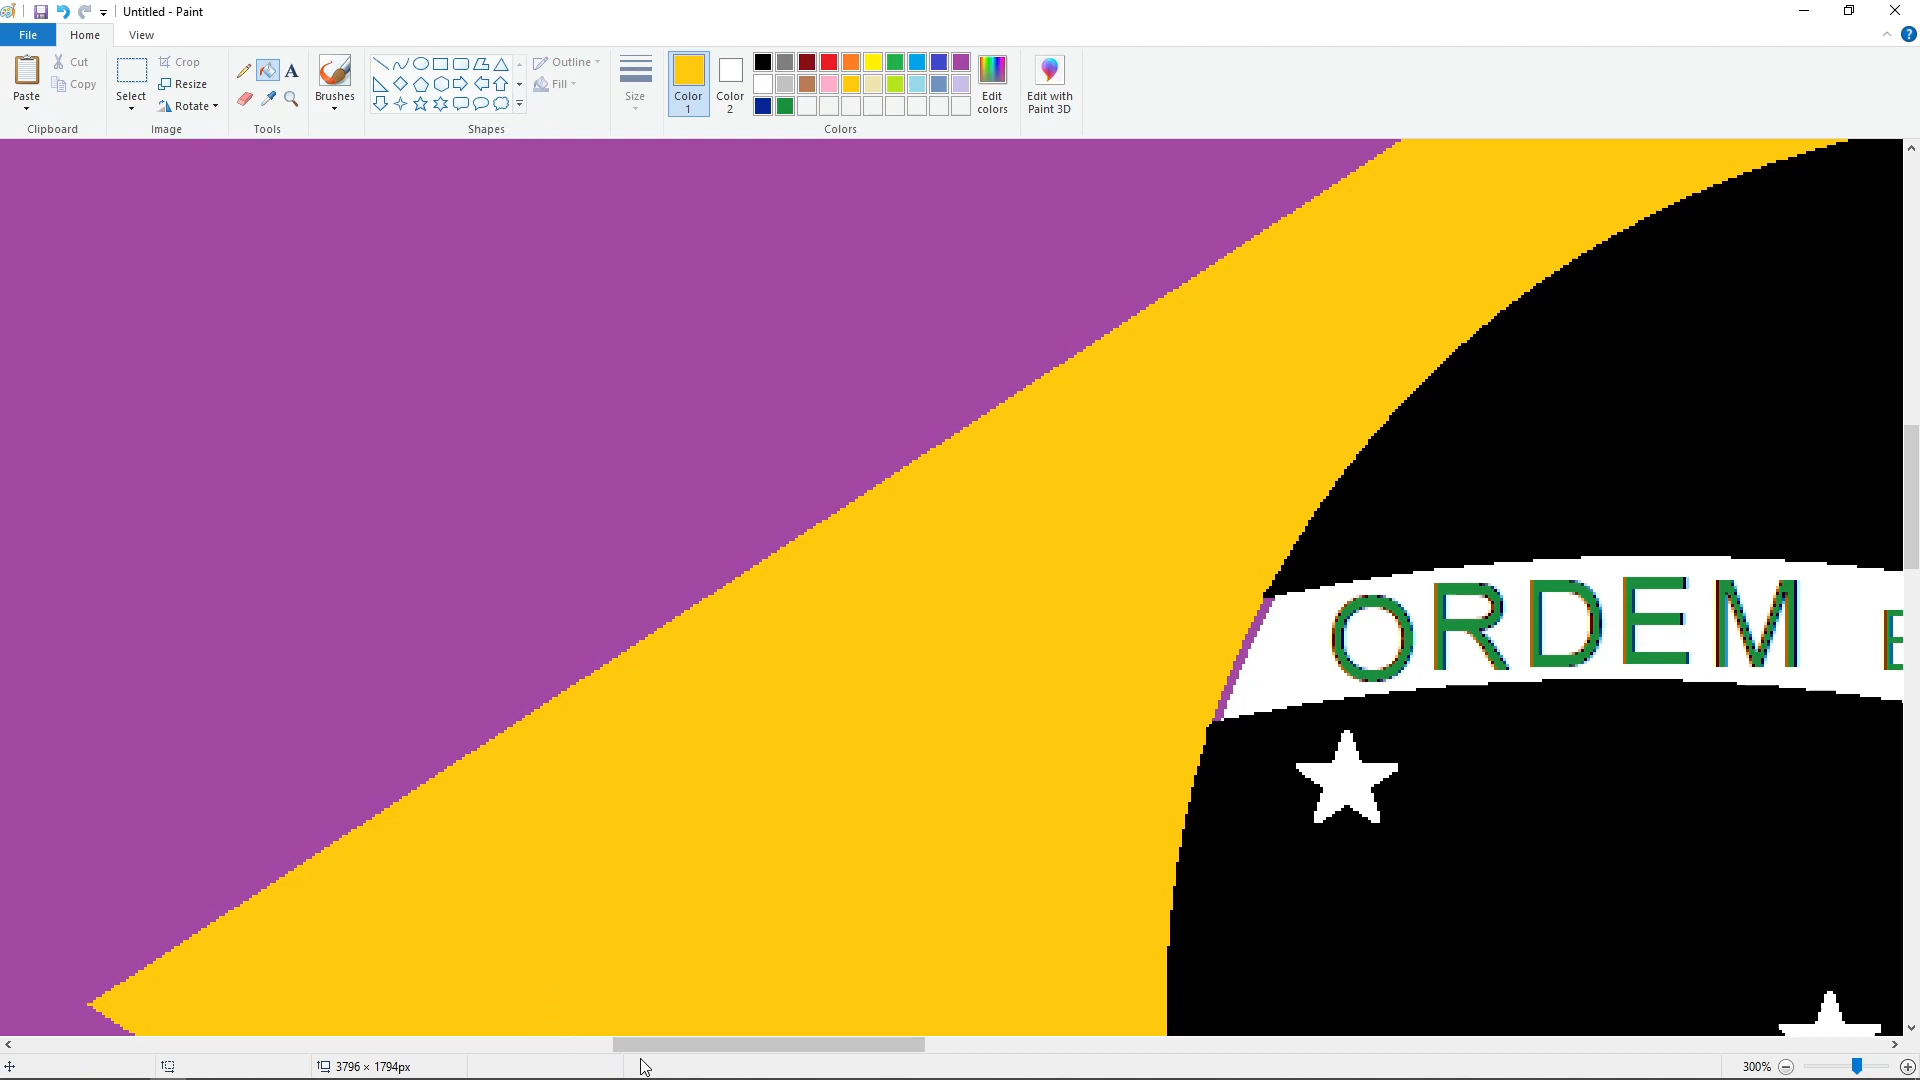 Untitled - Paint
File
Home
View
Paste
Cut
Copy
Clipboard
Select
Crop
Resize
Rotate
Image
A
Tools
Brushes
Shapes
Outline
Fill
Size
Color 1
Color 2
Colors
Edit colors
Edit with Paint 3D
?
ORDEM E
3796 × 1794px
300%